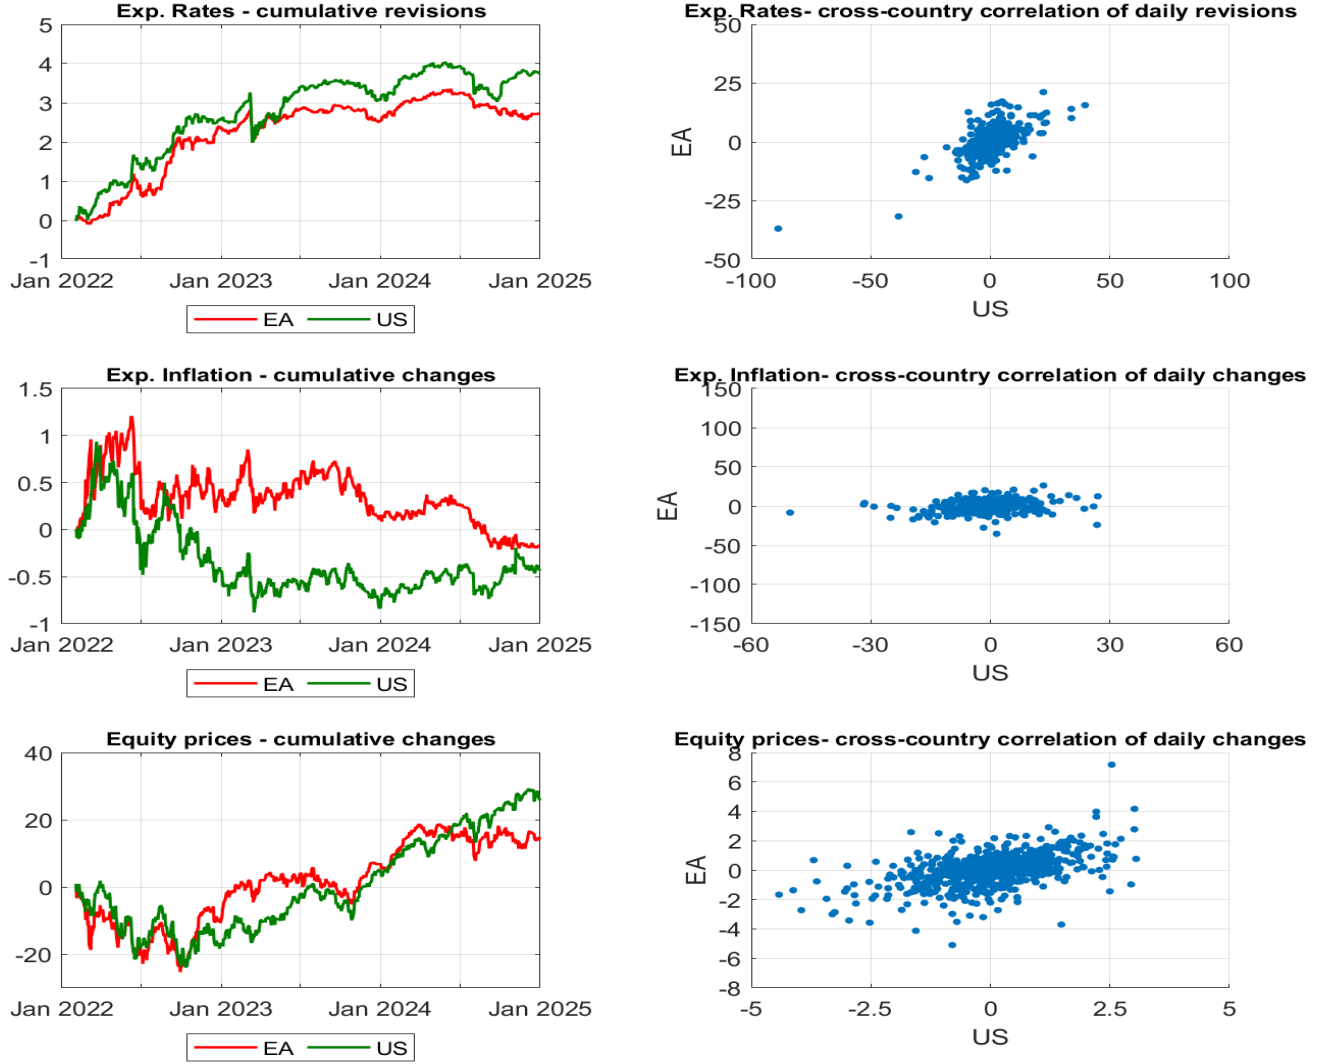 Exp. Rates - cumulative revisions
5
4
3
2
1
0
-1
Jan 2022 Jan 2023 Jan 2024 Jan 2025
EA US
Exp. Rates- cross-country correlation of daily revisions
50
25
0
-25
-50
EA
-100 -50 0 50 100
US
Exp. Inflation - cumulative changes
1.5
1
0.5
0
-0.5
-1
Jan 2022 Jan 2023 Jan 2024 Jan 2025
EA US
Exp. Inflation- cross-country correlation of daily changes
150
100
50
0
-50
-100
-150
EA
-60 -30 0 30 60
US
Equity prices - cumulative changes
40
20
0
-20
Jan 2022 Jan 2023 Jan 2024 Jan 2025
EA US
Equity prices- cross-country correlation of daily changes
8
6
4
2
0
-2
-4
-6
-8
EA
-5 -2.5 0 2.5 5
US